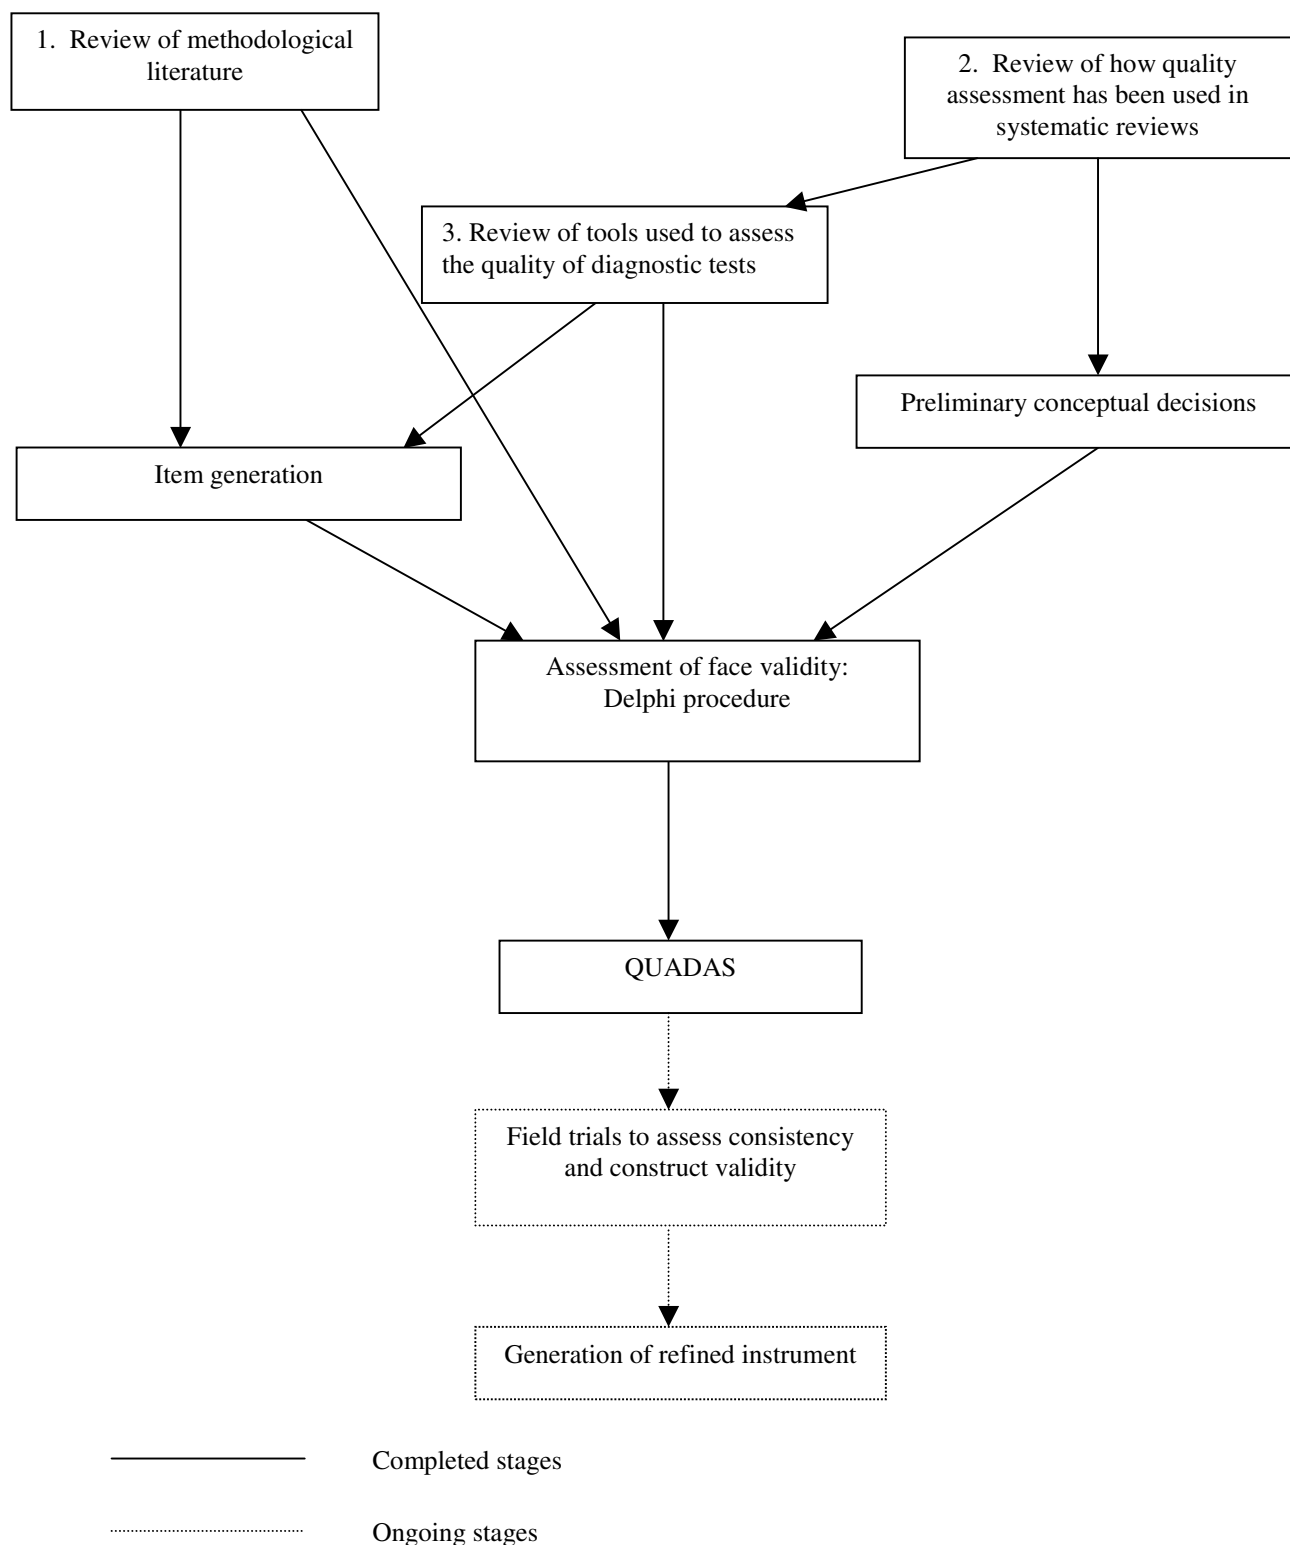 1. Review of methodological
literature
2. Review of how quality
assessment has been used in
systematic reviews
3. Review of tools used to assess
the quality of diagnostic tests
Preliminary conceptual decisions
Item generation
Assessment of face validity:
Delphi procedure
QUADAS
Field trials to assess consistency
and construct validity
Generation of refined instrument
Completed stages
Ongoing stages